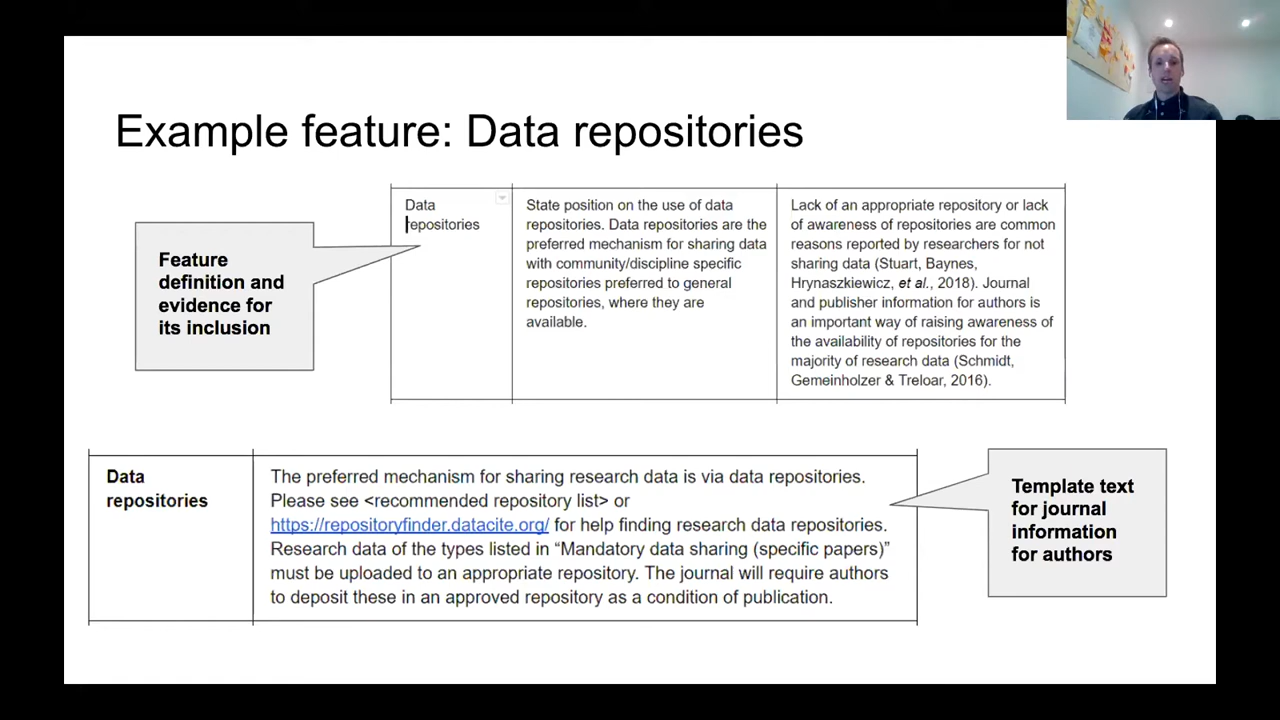 Example feature: Data repositories
Feature
definition and
evidence for
its inclusion
Data
repositories
State position on the use of data
repositories. Data repositories are the
preferred mechanism for sharing data
with community/discipline specific
repositories preferred to general
repositories, where they are
available.
Lack of an appropriate repository or lack
of awareness of repositories are common
reasons reported by researchers for not
sharing data (Stuart, Baynes,
Hrynaszkiewicz, et al., 2018). Journal
and publisher information for authors is
an important way of raising awareness of
the availability of repositories for the
majority of research data (Schmidt,
Gemeinholzer & Treloar, 2016).
Data
repositories
The preferred mechanism for sharing research data is via data repositories.
Please see <recommended repository list> or
https://repositoryfinder.datacite.org/ for help finding research data repositories.
Research data of the types listed in “Mandatory data sharing (specific papers)”
must be uploaded to an appropriate repository. The journal will require authors
to deposit these in an approved repository as a condition of publication.
Template text
for journal
information
for authors